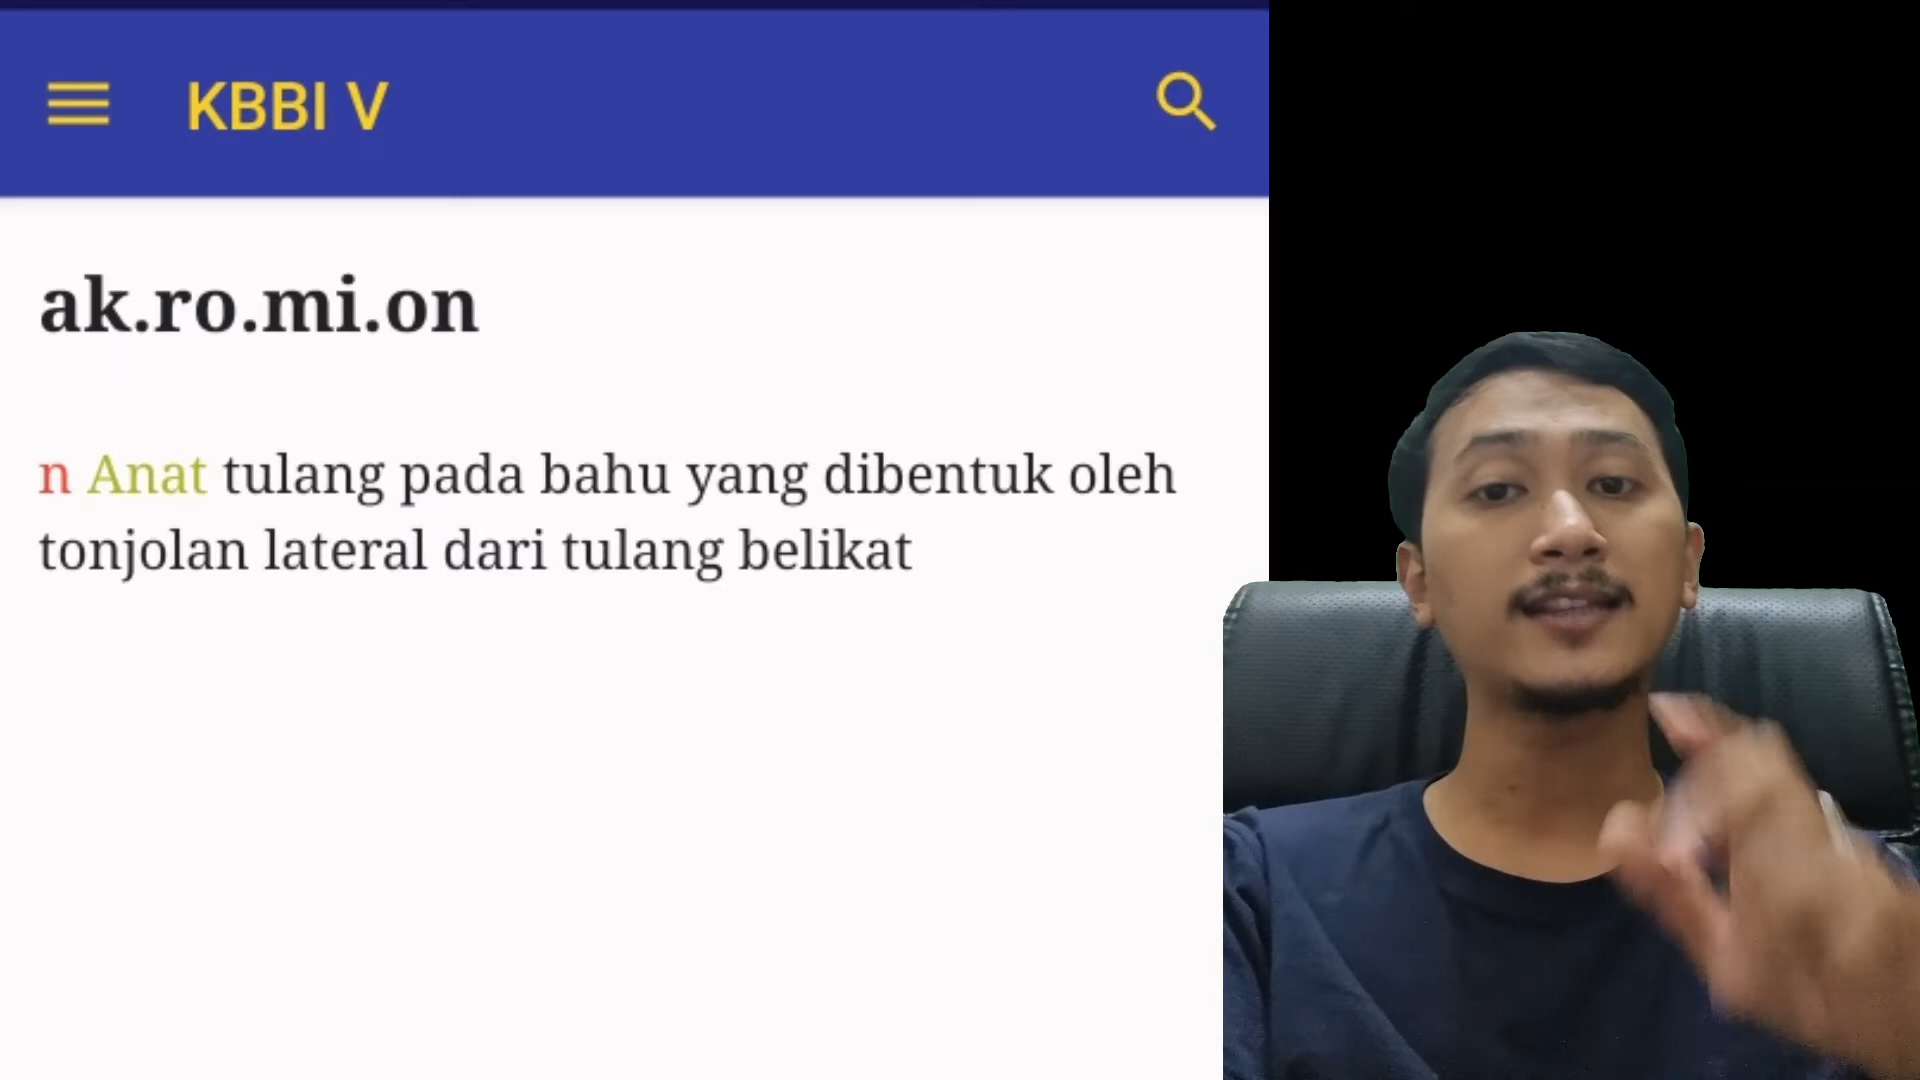 KBBI V
ak.ro.mi.on
n Anat tulang pada bahu yang dibentuk oleh
tonjolan lateral dari tulang belikat